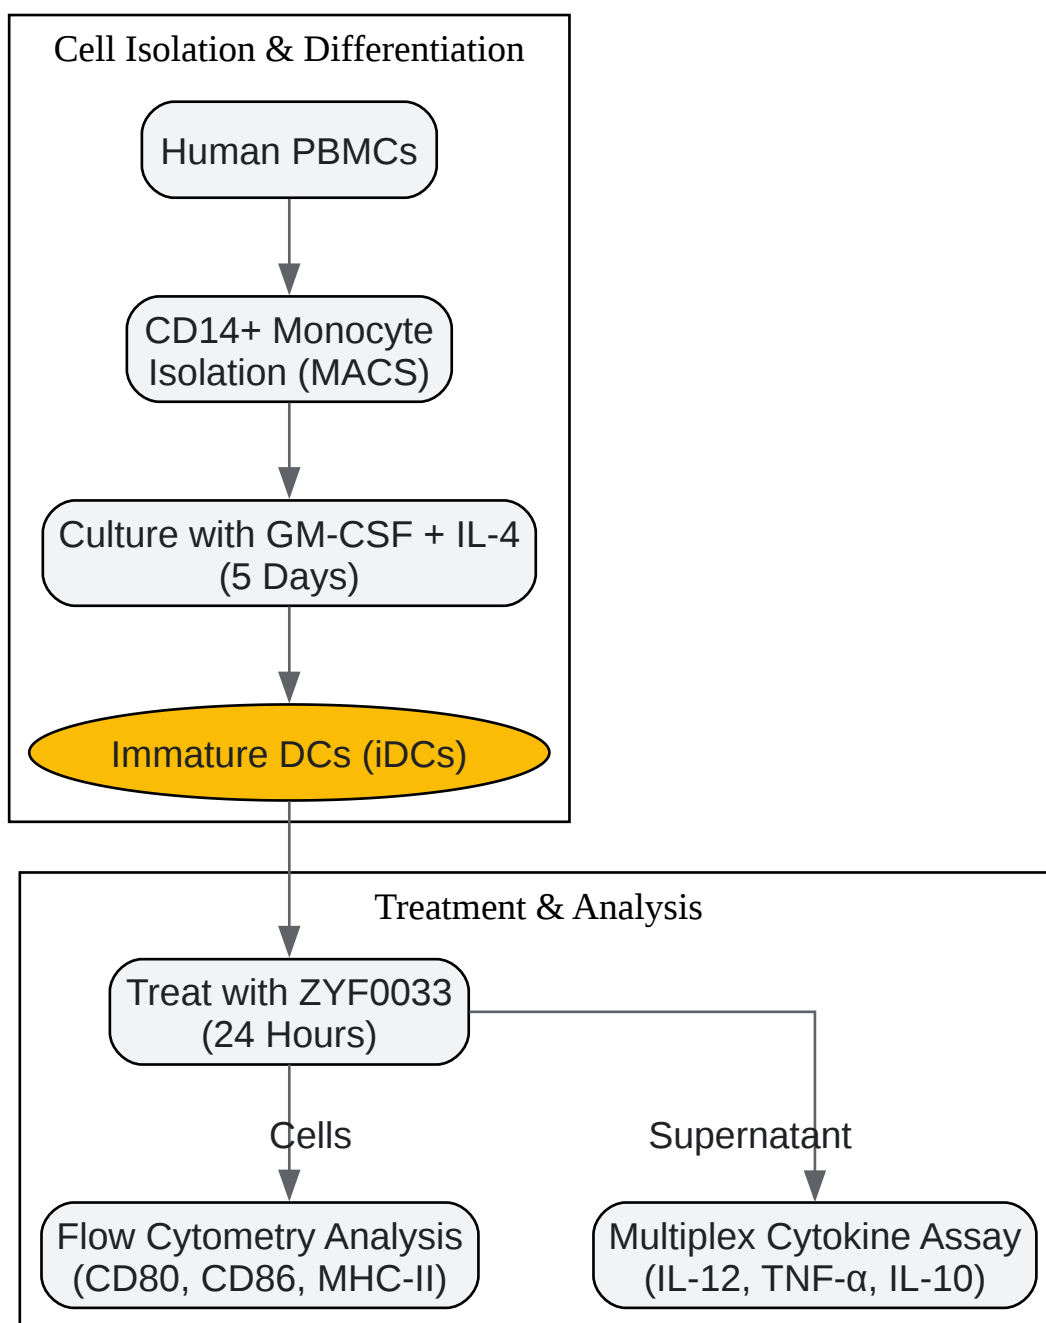 Cell Isolation & Differentiation
Human PBMCs
CD14+ Monocyte
Isolation (MACS)
Culture with GM-CSF + IL-4
(5 Days)
Immature DCs (iDCs)
Treatment & Analysis
Treat with ZYF0033
(24 Hours)
Cells
Supernatant
Flow Cytometry Analysis
(CD80, CD86, MHC-II)
Multiplex Cytokine Assay
(IL-12, TNF-α, IL-10)